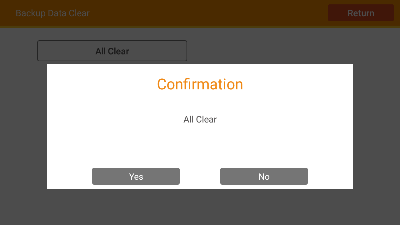 Backup Data Clear
Return
All Clear
Confirmation
All Clear
Yes
No